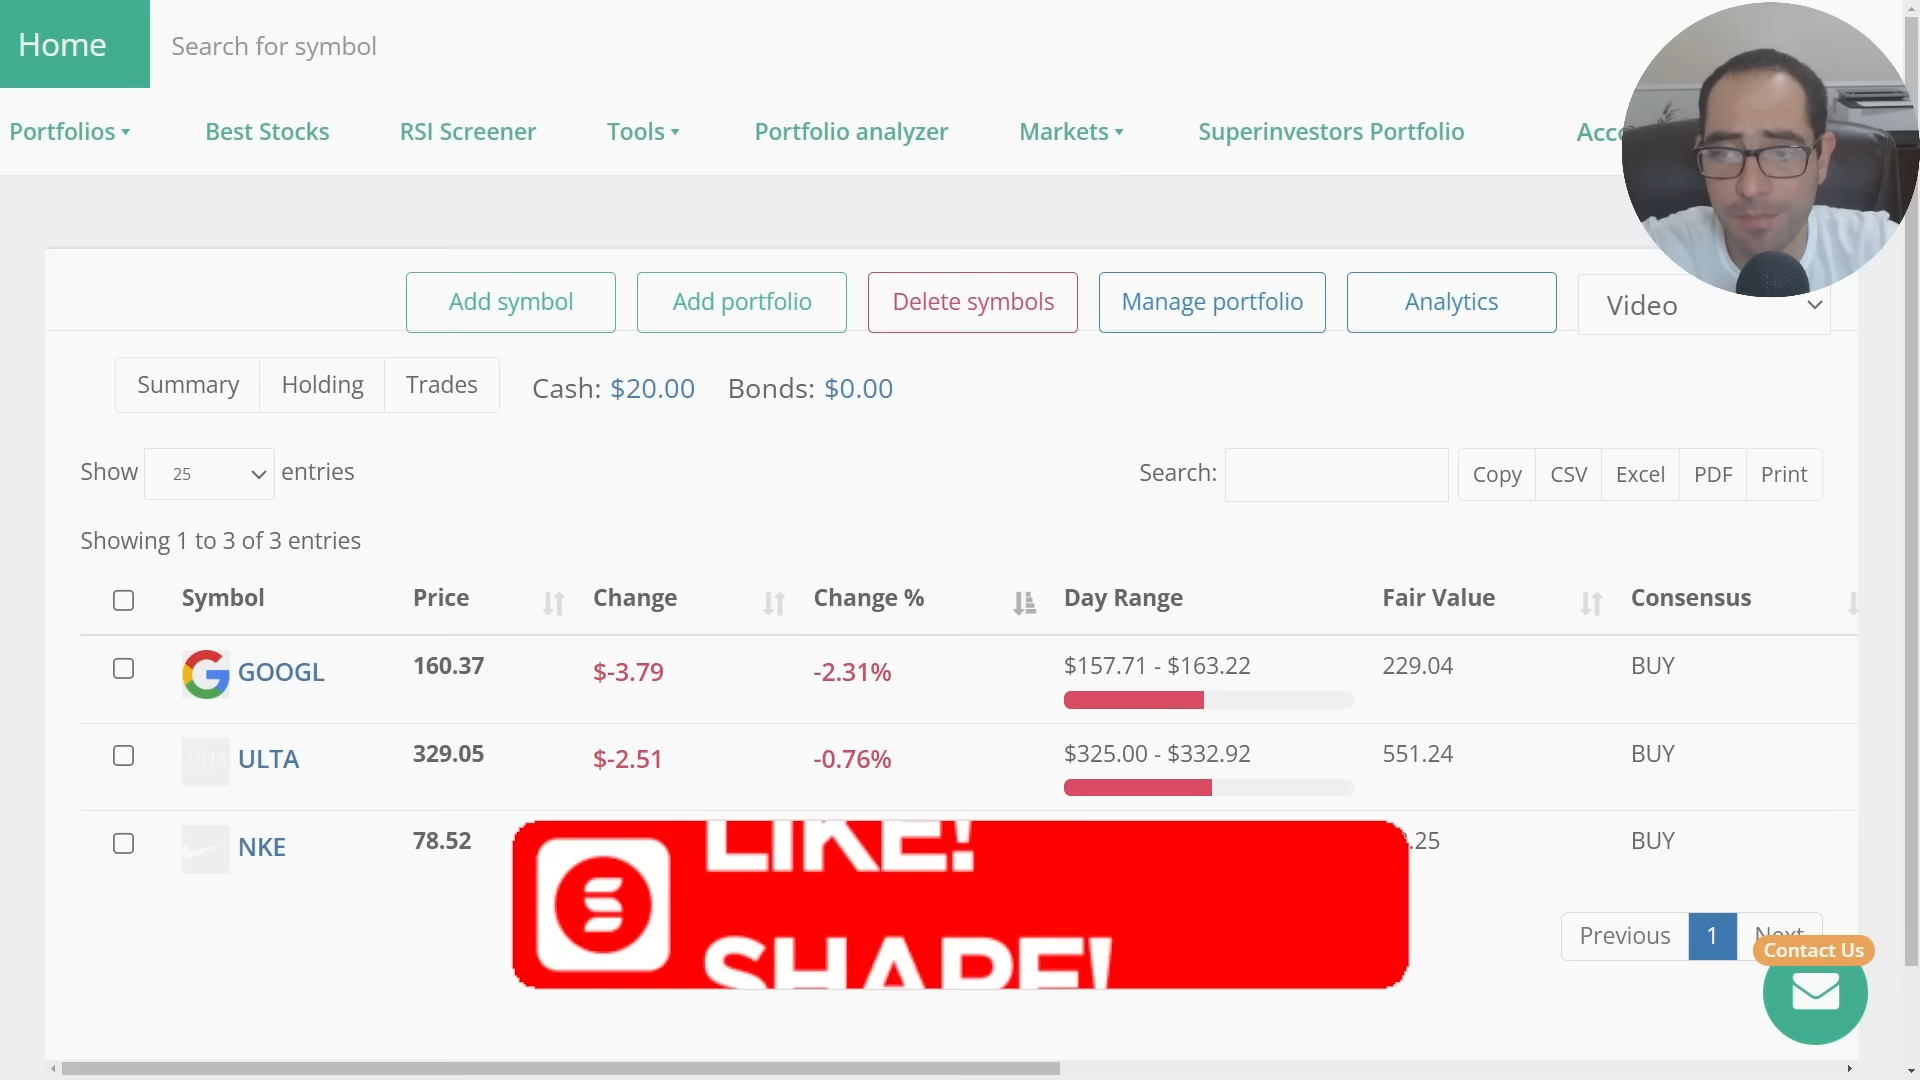 Home
Search for symbol
Portfolios
Best Stocks
RSI Screener
Tools
Portfolio analyzer
Markets
Superinvestors Portfolio
Add symbol
Add portfolio
Delete symbols
Manage portfolio
Analytics
Video
Summary
Holding
Trades
Cash: $20.00
Bonds: $0.00
Show 25 entries
Search:
Copy
CSV
Excel
PDF
Print
Showing 1 to 3 of 3 entries
Symbol Price Change Change % Day Range Fair Value Consensus
GOOGL 160.37 $-3.79 -2.31% $157.71 - $163.22 229.04 BUY
ULTA 329.05 $-2.51 -0.76% $325.00 - $332.92 551.24 BUY
NKE 78.52 .25 BUY
LIKE!
SHARE!
Previous
1
Next
Contact Us